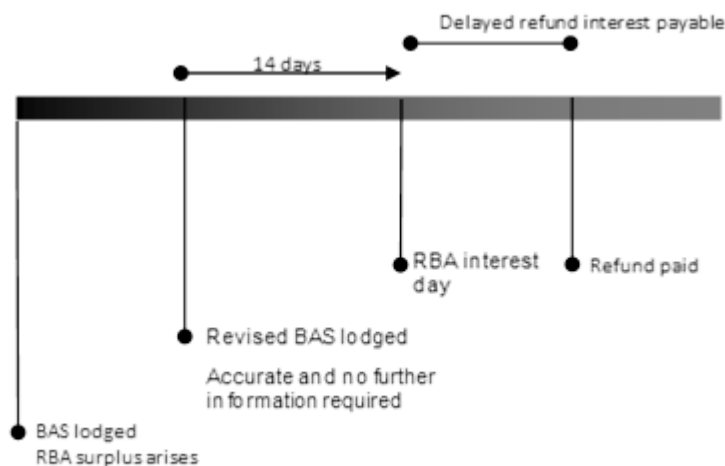 Delayed refund interest payable
14 days
RBA interest
day
Refund paid
Revised BAS lodged
Accurate and no further
information required
BAS lodged
RBA surplus arises